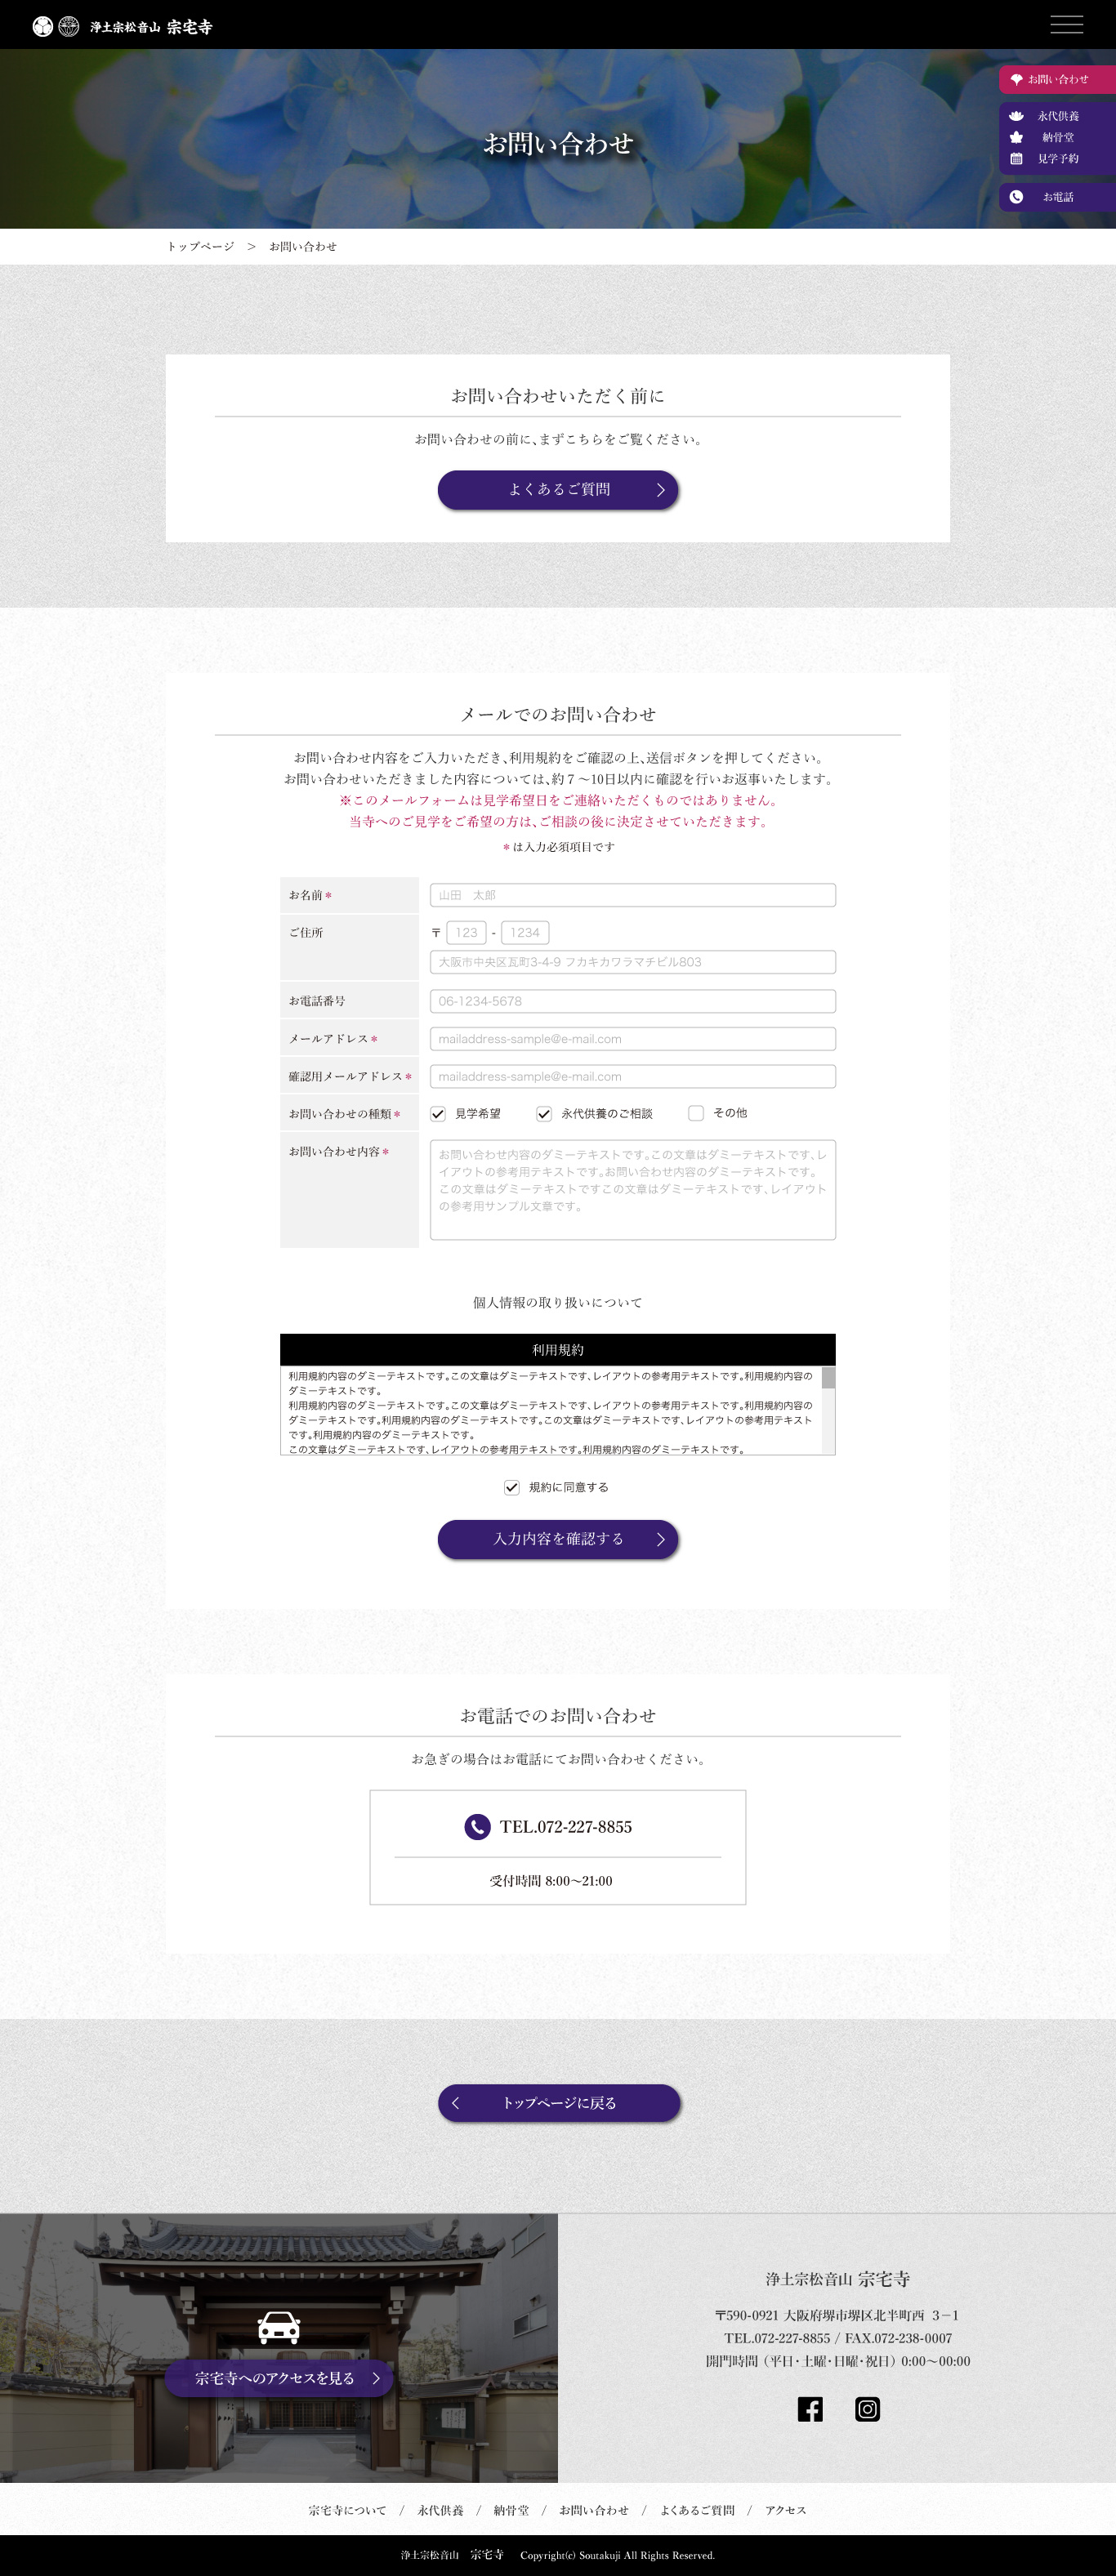 浄土宗松音山 宗宅寺
お問い合わせ
永代供養
納骨堂
見学予約
お電話
お問い合わせ
トップページ　＞　お問い合わせ
お問い合わせいただく前に
お問い合わせの前に、まずこちらをご覧ください。
よくあるご質問
メールでのお問い合わせ
お問い合わせ内容をご入力いただき、利用規約をご確認の上、送信ボタンを押してください。
お問い合わせいただきました内容については、約７～10日以内に確認を行いお返事いたします。
※このメールフォームは見学希望日をご連絡いただくものではありません。
当寺へのご見学をご希望の方は、ご相談の後に決定させていただきます。
＊は入力必須項目です
お名前＊
山田　太郎
ご住所
〒 123 - 1234
大阪市中央区瓦町3-4-9 フカキカワラマチビル803
お電話番号
06-1234-5678
メールアドレス＊
mailaddress-sample@e-mail.com
確認用メールアドレス＊
mailaddress-sample@e-mail.com
お問い合わせの種類＊
見学希望　永代供養のご相談　その他
お問い合わせ内容＊
お問い合わせ内容のダミーテキストです。この文章はダミーテキストです、レ
イアウトの参考用テキストです。お問い合わせ内容のダミーテキストです。
この文章はダミーテキストですこの文章はダミーテキストです、レイアウト
の参考用サンプル文章です。
個人情報の取り扱いについて
利用規約
利用規約内容のダミーテキストです。この文章はダミーテキストです、レイアウトの参考用テキストです。利用規約内容の
ダミーテキストです。
利用規約内容のダミーテキストです。この文章はダミーテキストです、レイアウトの参考用テキストです。利用規約内容の
ダミーテキストです。利用規約内容のダミーテキストです。この文章はダミーテキストです、レイアウトの参考用テキスト
です。利用規約内容のダミーテキストです。
この文章はダミーテキストです、レイアウトの参考用テキストです。利用規約内容のダミーテキストです。
規約に同意する
入力内容を確認する
お電話でのお問い合わせ
お急ぎの場合はお電話にてお問い合わせください。
TEL.072-227-8855
受付時間 8:00～21:00
トップページに戻る
宗宅寺へのアクセスを見る
浄土宗松音山 宗宅寺
〒590-0921 大阪府堺市堺区北半町西 ３－１
TEL.072-227-8855 / FAX.072-238-0007
開門時間（平日・土曜・日曜・祝日）0:00～00:00
宗宅寺について　/　永代供養　/　納骨堂　/　お問い合わせ　/　よくあるご質問　/　アクセス
浄土宗松音山　宗宅寺　Copyright(c) Soutakuji All Rights Reserved.